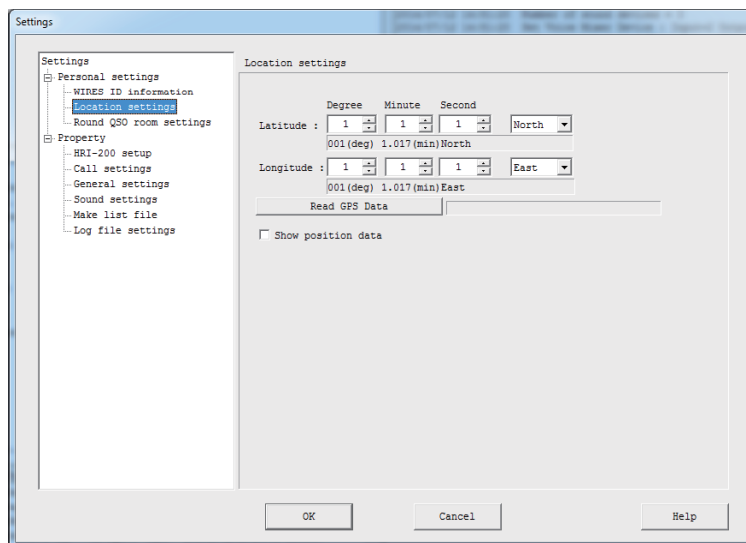 Settings
Settings
Personal settings
WIRES ID information
Location settings
Round QSO room settings
Property
HRI-200 setup
Call settings
General settings
Sound settings
Make list file
Log file settings
Location settings
Degree Minute Second
Latitude : 1 1 1 North
001(deg) 1.017(min)North
Longitude : 1 1 1 East
001(deg) 1.017(min)East
Read GPS Data
Show position data
OK Cancel Help